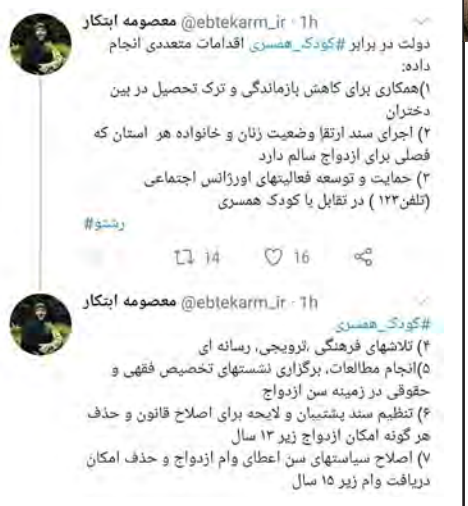 معصومه ابتکار @ebtekarm_ir · 1h
دولت در برابر #کودک_همسری اقدامات متعددی انجام
داده:
۱)همکاری برای کاهش بازماندگی و ترک تحصیل در بین
دختران
۲) اجرای سند ارتقا وضعیت زنان و خانواده هر استان که
فصلی برای ازدواج سالم دارد
۳) حمایت و توسعه فعالیتهای اورژانس اجتماعی
(تلفن۱۲۳ ) در تقابل با کودک همسری
#رشتو
14 16
معصومه ابتکار @ebtekarm_ir · 1h
#کودک_همسری
۴) تلاشهای فرهنگی ،ترویجی، رسانه ای
۵)انجام مطالعات، برگزاری نشستهای تخصیص فقهی و
حقوقی در زمینه سن ازدواج
۶) تنظیم سند پشتیبان و لایحه برای اصلاح قانون و حذف
هر گونه امکان ازدواج زیر ۱۳ سال
۷) اصلاح سیاستهای سن اعطای وام ازدواج و حذف امکان
دریافت وام زیر ۱۵ سال